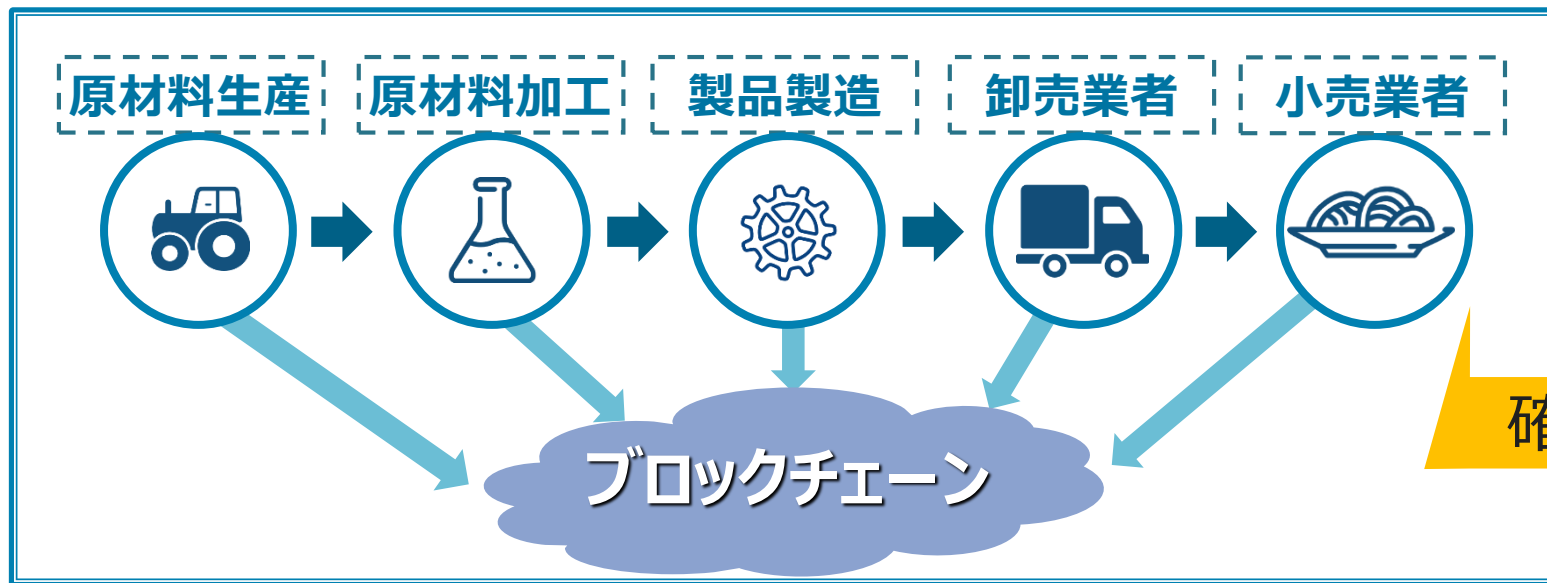 原材料生産
原材料加工
製品製造
卸売業者
小売業者
確
ブロックチェーン